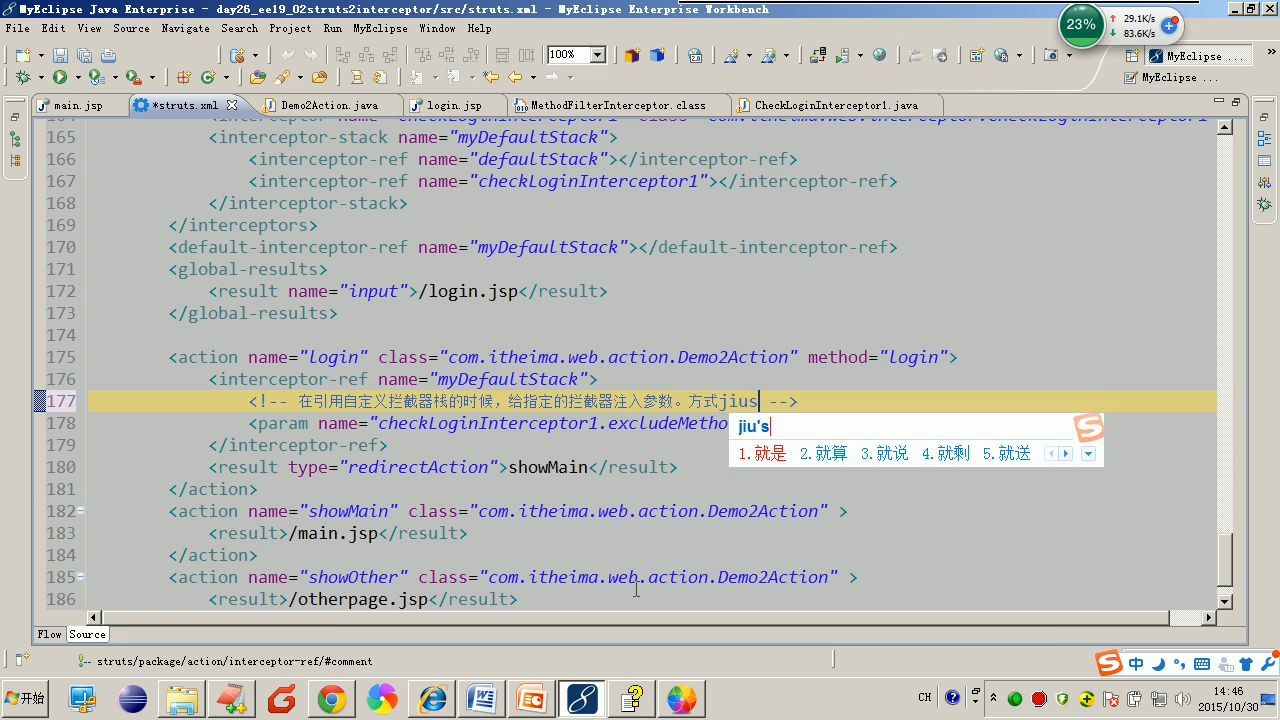 MyEclipse Java Enterprise - day26_ee19_02struts2interceptor/src/struts.xml - MyEclipse Enterprise Workbench
File Edit View Source Navigate Search Project Run MyEclipse Window Help
23%
29.1K/s
83.6K/s
100%
MyEclipse ...
MyEclipse ...
main.jsp *struts.xml Demo2Action.java login.jsp MethodFilterInterceptor.class CheckLoginInterceptor1.java
165 <interceptor-stack name="myDefaultStack">
166 <interceptor-ref name="defaultStack"></interceptor-ref>
167 <interceptor-ref name="checkLoginInterceptor1"></interceptor-ref>
168 </interceptor-stack>
169 </interceptors>
170 <default-interceptor-ref name="myDefaultStack"></default-interceptor-ref>
171 <global-results>
172 <result name="input">/login.jsp</result>
173 </global-results>
174
175 <action name="login" class="com.itheima.web.action.Demo2Action" method="login">
176 <interceptor-ref name="myDefaultStack">
177 <!-- 在引用自定义拦截器栈的时候，给指定的拦截器注入参数。方式jius -->
178 <param name="checkLoginInterceptor1.excludeMetho
jiu's
1.就是 2.就算 3.就说 4.就剩 5.就送
179 </interceptor-ref>
180 <result type="redirectAction">showMain</result>
181 </action>
182 <action name="showMain" class="com.itheima.web.action.Demo2Action" >
183 <result>/main.jsp</result>
184 </action>
185 <action name="showOther" class="com.itheima.web.action.Demo2Action" >
186 <result>/otherpage.jsp</result>
Flow Source
struts/package/action/interceptor-ref/#comment
中
开始
CH
14:46
2015/10/30